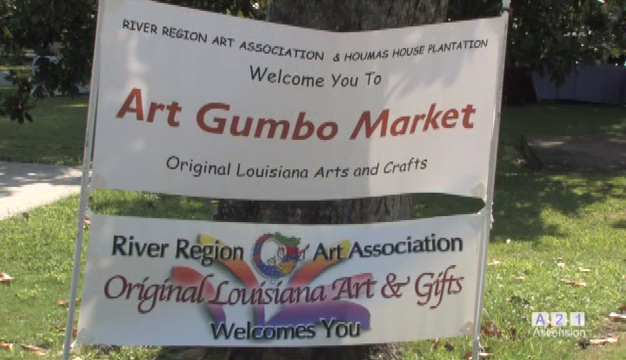 RIVER REGION ART ASSOCIATION & HOUMAS HOUSE PLANTATION
Welcome You To
Art Gumbo Market
Original Louisiana Arts and Crafts
River Region Art Association
Original Louisiana Art & Gifts
Welcomes You
A21
Ascension